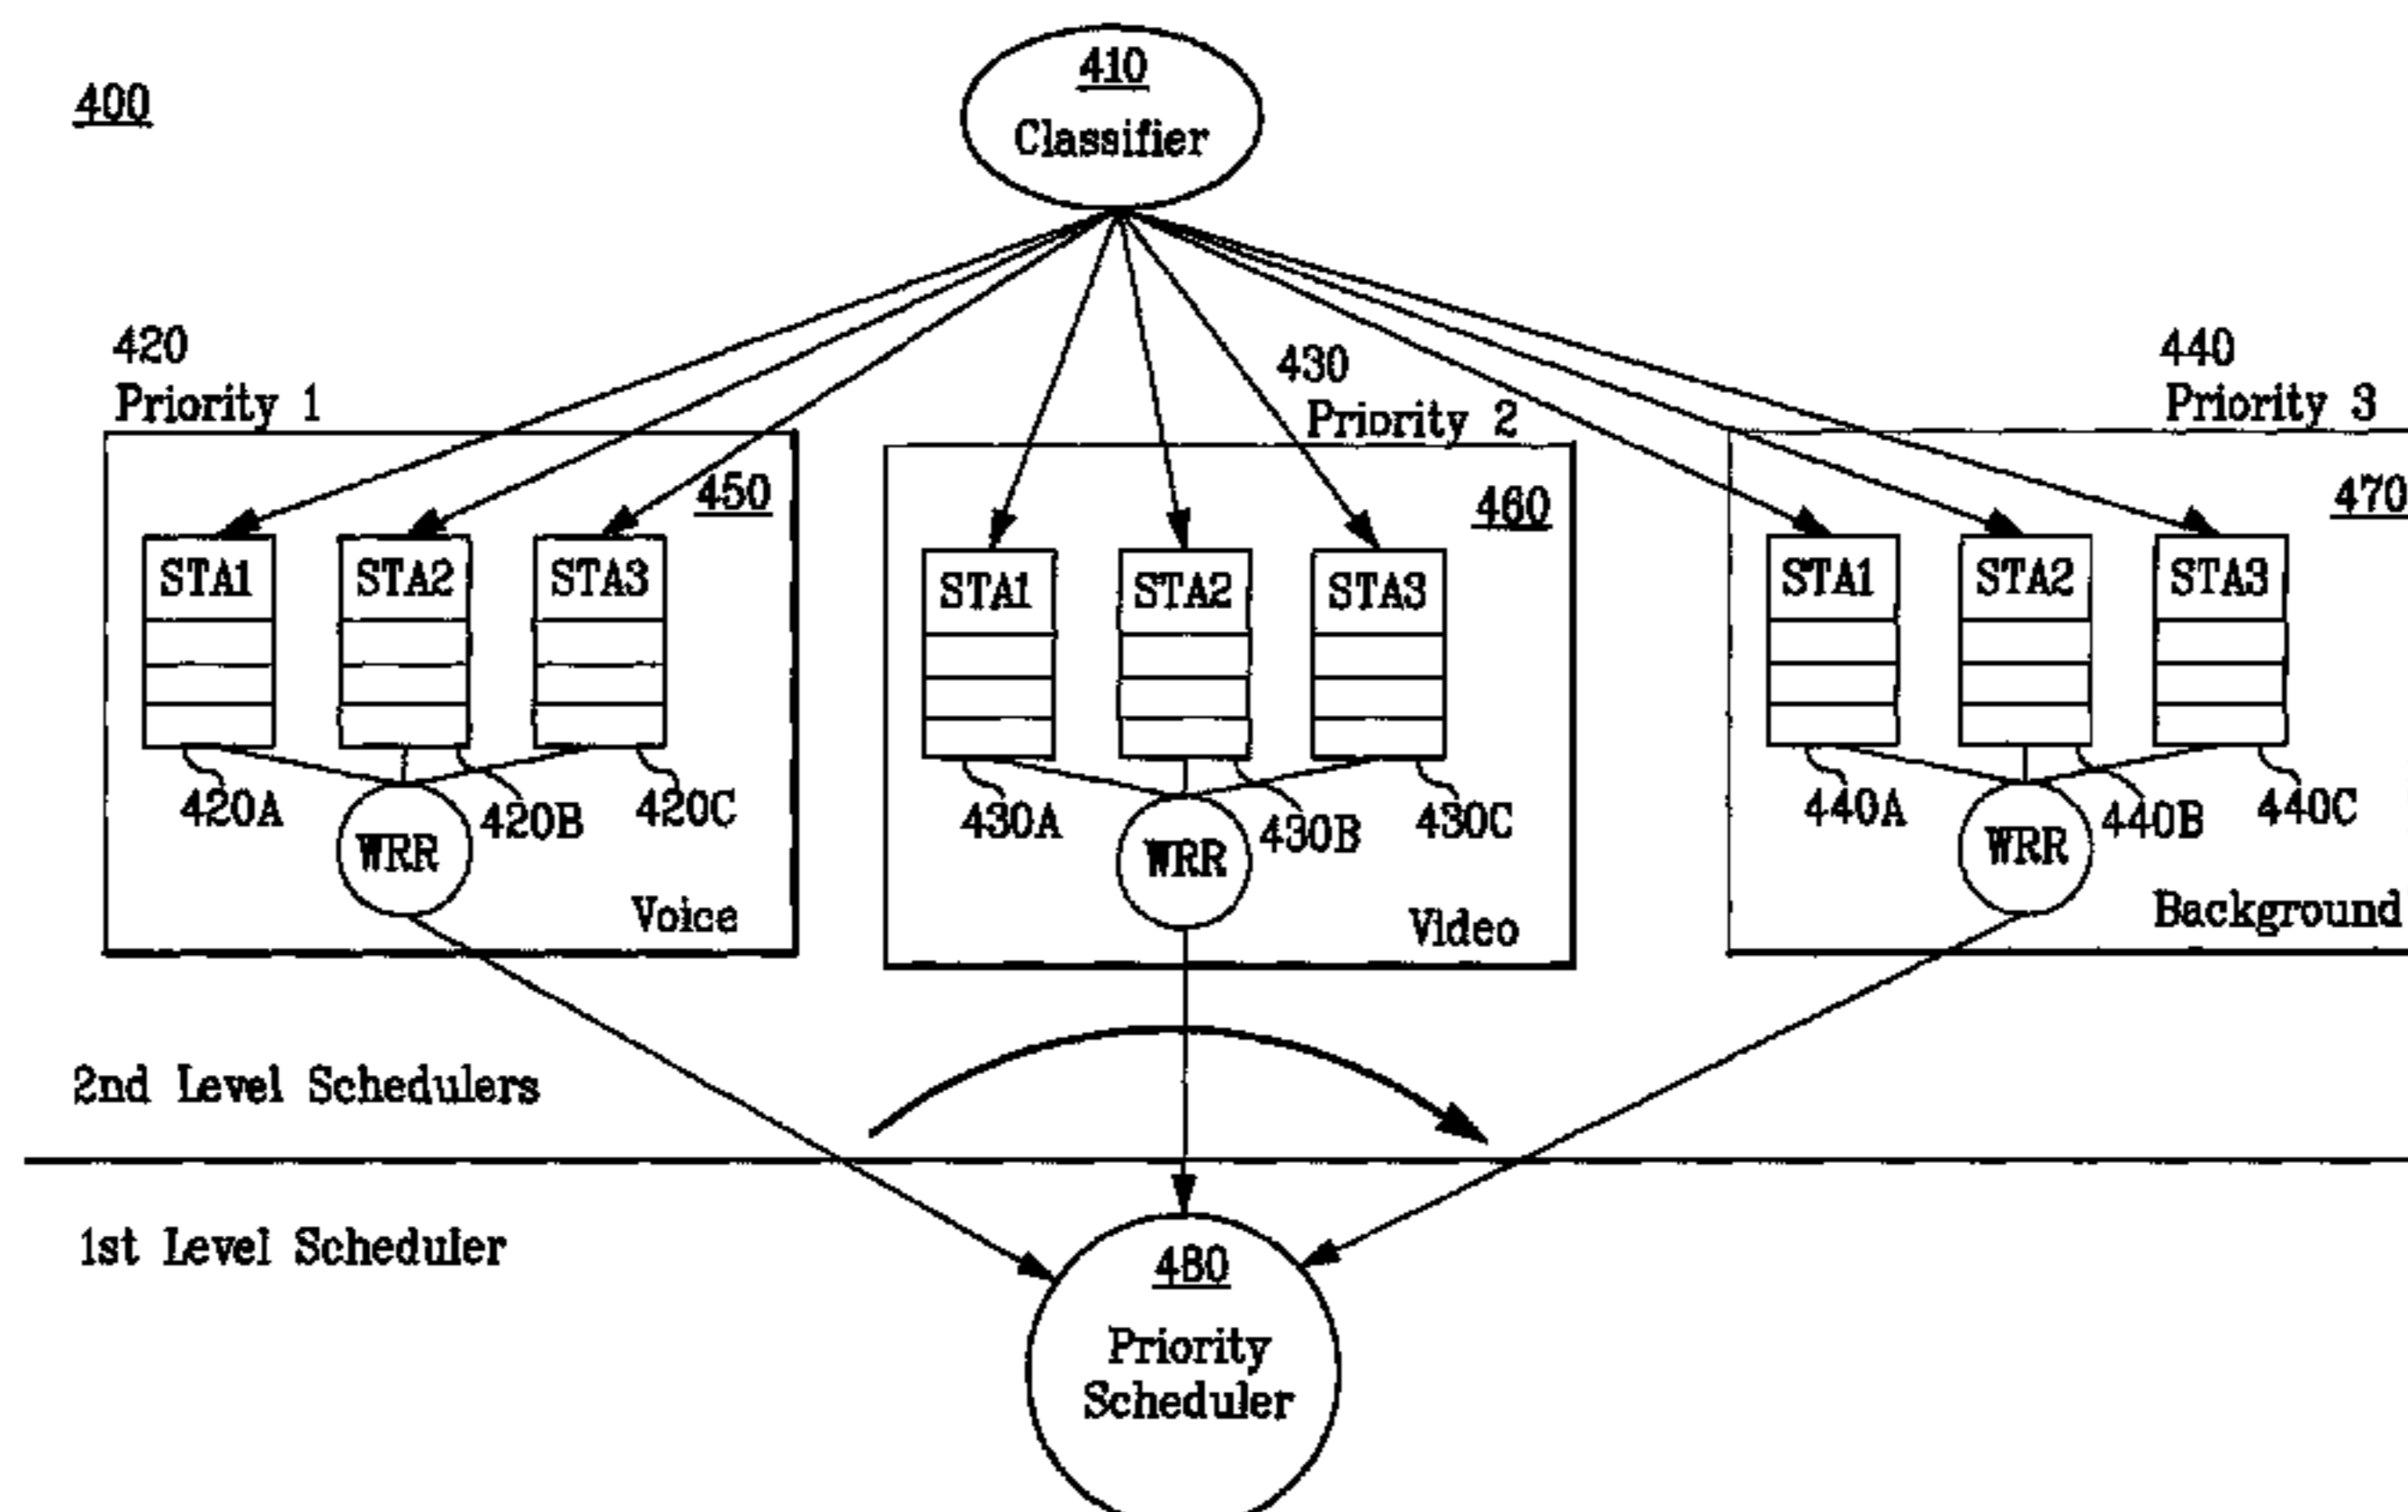 400
410
Classifier
420
Priority 1
430
Priority 2
440
Priority 3
450
460
470
STA1 STA2 STA3
STA1 STA2 STA3
STA1 STA2 STA3
420A 420B 420C
430A 430B 430C
440A 440B 440C
WRR
WRR
WRR
Voice
Video
Background
2nd Level Schedulers
1st Level Scheduler
480
Priority
Scheduler